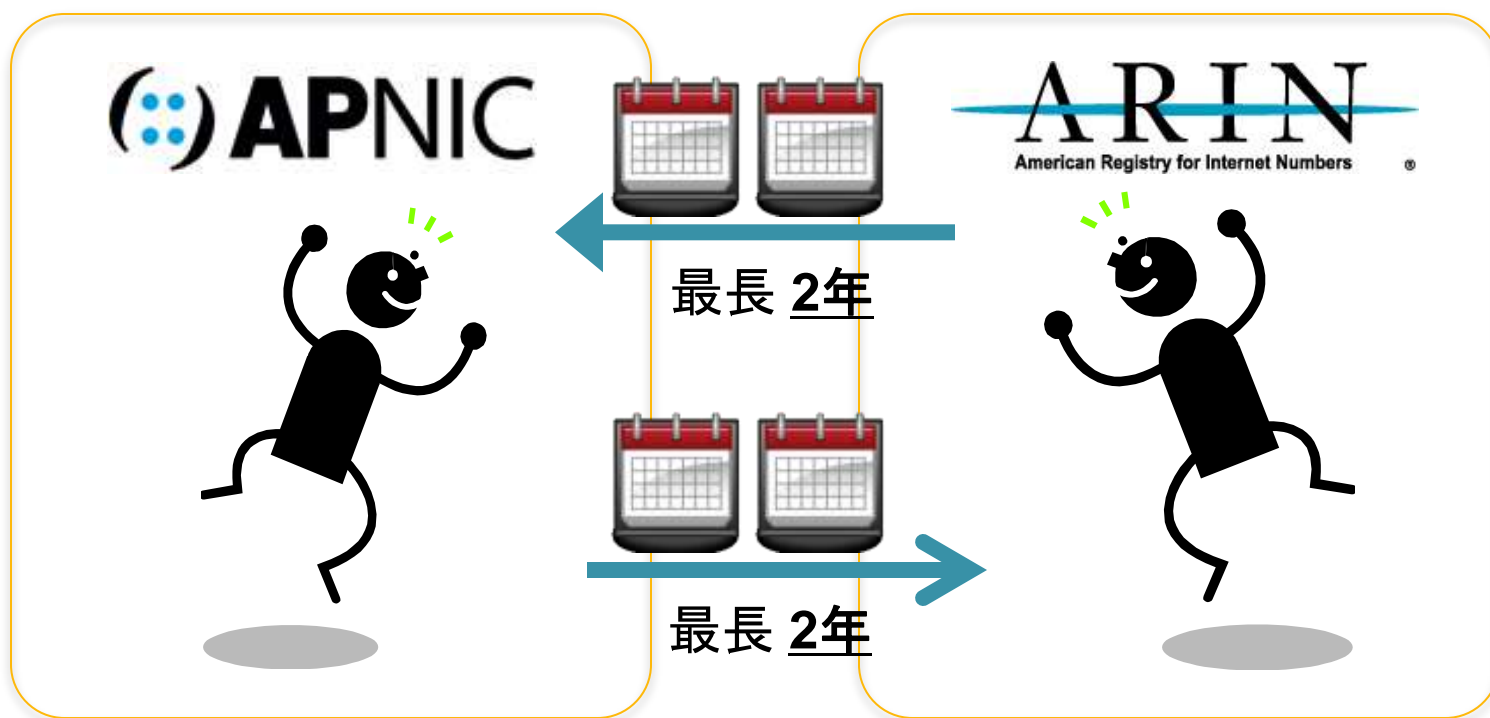 APNIC
ARIN
American Registry for Internet Numbers ®
最長 2年
最長 2年